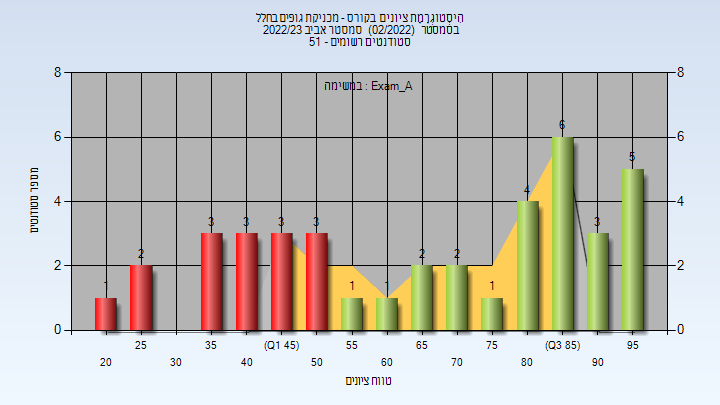 היסטוגרמת ציונים בקורס - מכניקת גופים בחלל
בסמסטר (02/2022) סמסטר אביב 2022/23
סטודנטים רשומים - 51
במשימה : Exam_A
מספר סטודנטים
8 8
6 6
4 4
2 2
0 0
1 2 3 3 3 3 1 1 2 2 1 4 6 3 5
25 35 (Q1 45) 55 65 75 (Q3 85) 95
20 30 40 50 60 70 80 90
טווח ציונים